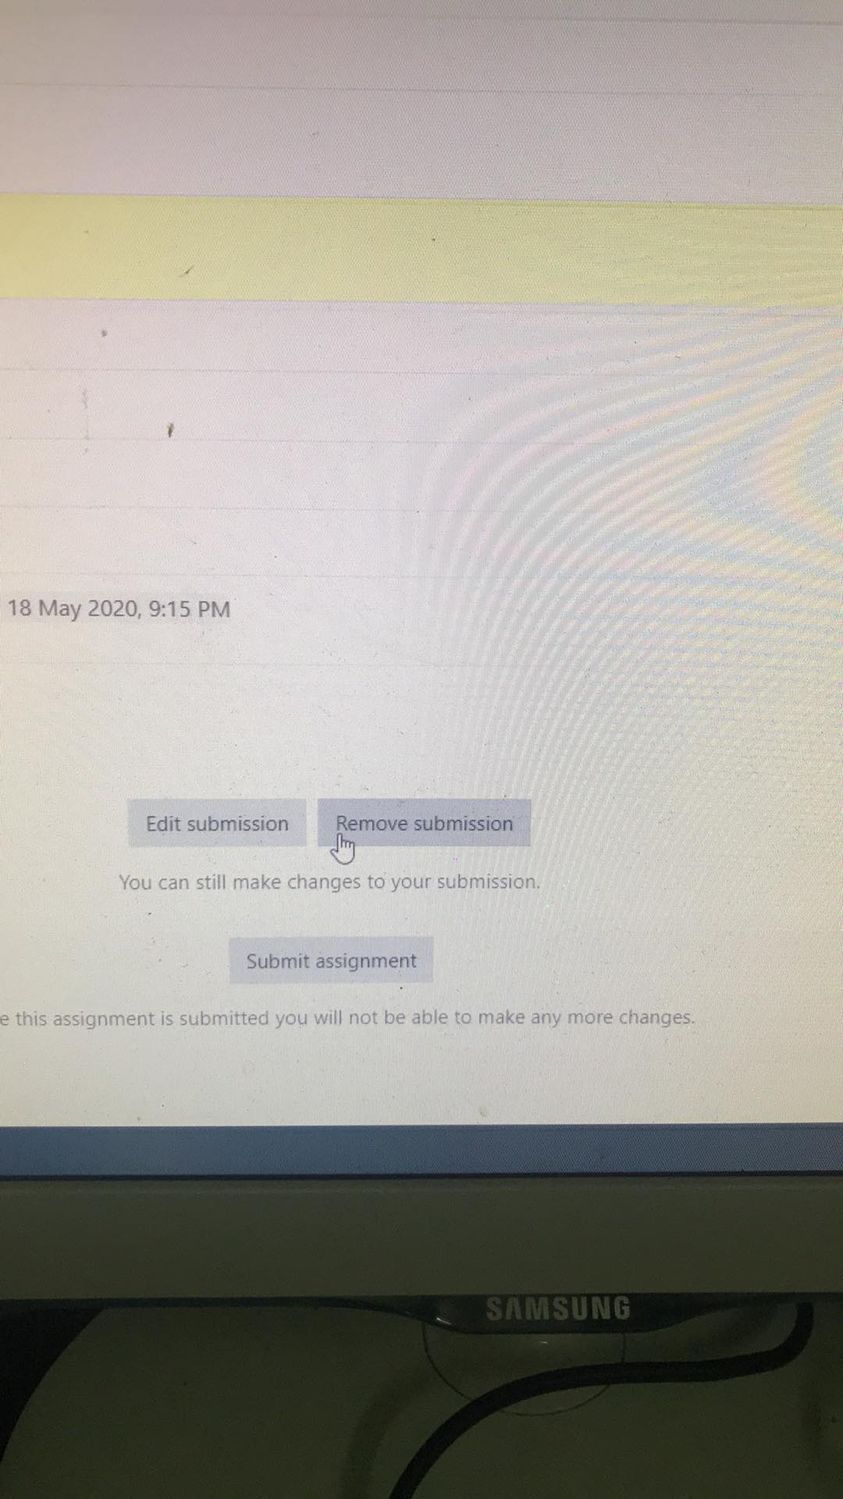 18 May 2020, 9:15 PM
Edit submission Remove submission
You can still make changes to your submission.
Submit assignment
e this assignment is submitted you will not be able to make any more changes.
SAMSUNG